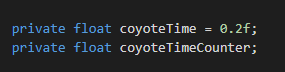 private float coyoteTime = 0.2f;
private float coyoteTimeCounter;